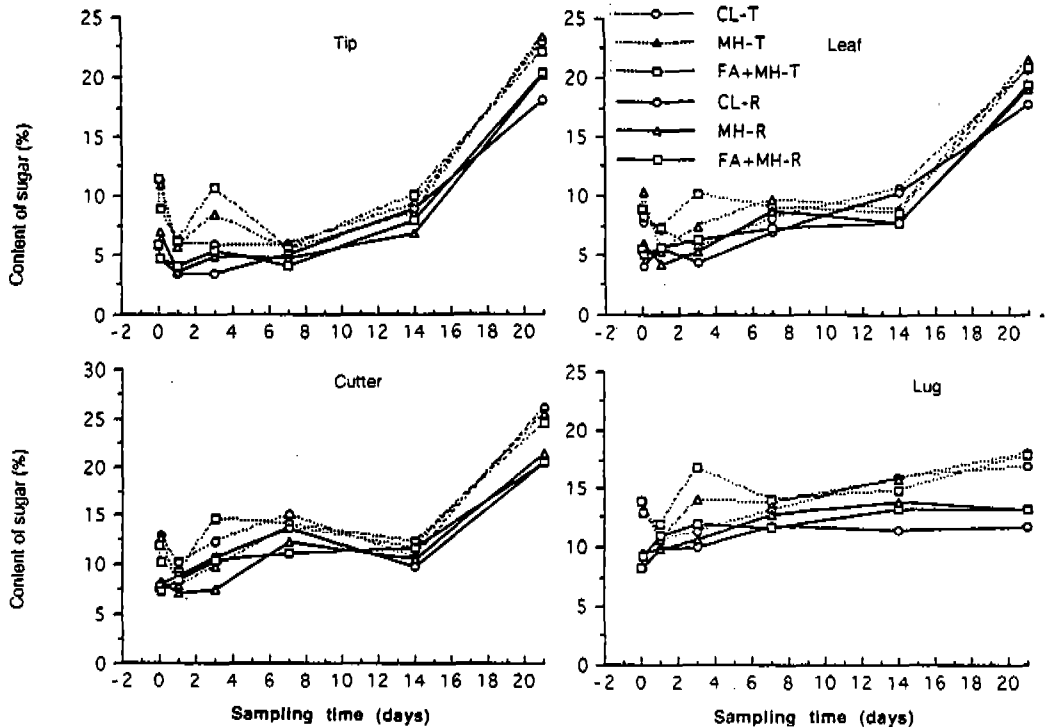 Tip
Content of sugar (%)
25
20
15
10
5
0
-2 0 2 4 6 8 10 12 14 16 18 20
CL-T
MH-T
FA+MH-T
CL-R
MH-R
FA+MH-R
Leaf
25
20
15
10
5
0
-2 0 2 4 6 8 10 12 14 16 18 20
Cutter
Content of sugar (%)
30
25
20
15
10
5
0
-2 0 2 4 6 8 10 12 14 16 18 20
Sampling time (days)
Lug
25
20
15
10
5
0
-2 0 2 4 6 8 10 12 14 16 18 20
Sampling time (days)